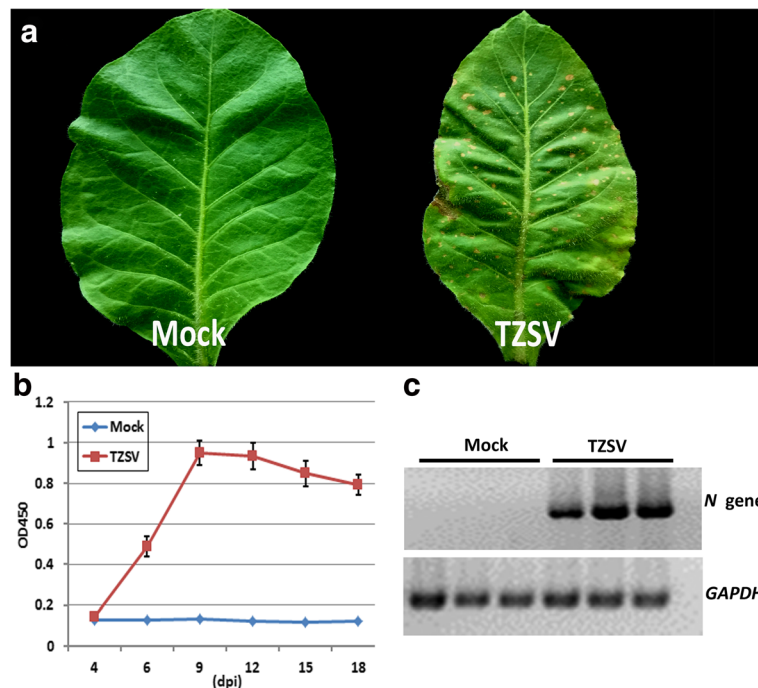 a
Mock
TZSV
b
c
1.2
1
0.8
0.6
0.4
0.2
0
OD450
Mock
TZSV
4 6 9 12 15 18
(dpi)
Mock TZSV
N gene
GAPDH